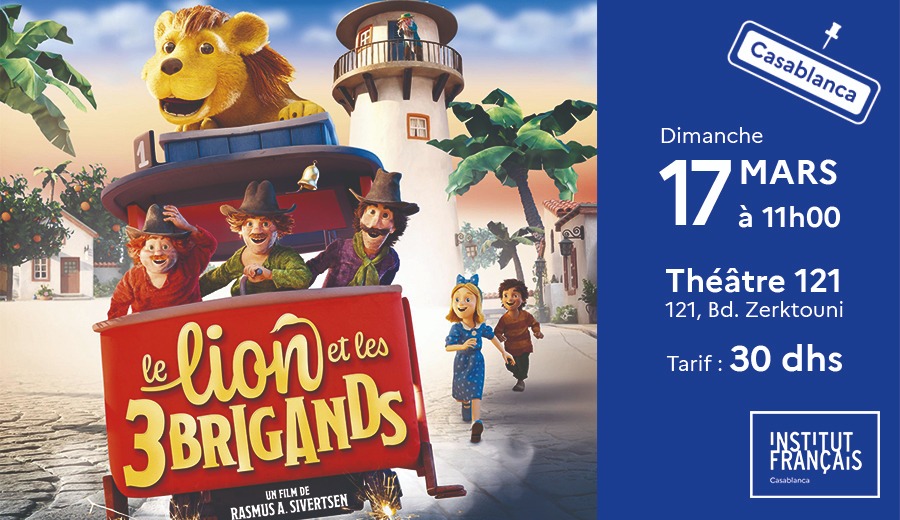 1
le lion et les
3 BRIGANDS
UN FILM DE
RASMUS A. SIVERTSEN
Casablanca
Dimanche
17 MARS
à 11h00
Théâtre 121
121, Bd. Zerktouni
Tarif : 30 dhs
INSTITUT
FRANÇAIS
Casablanca